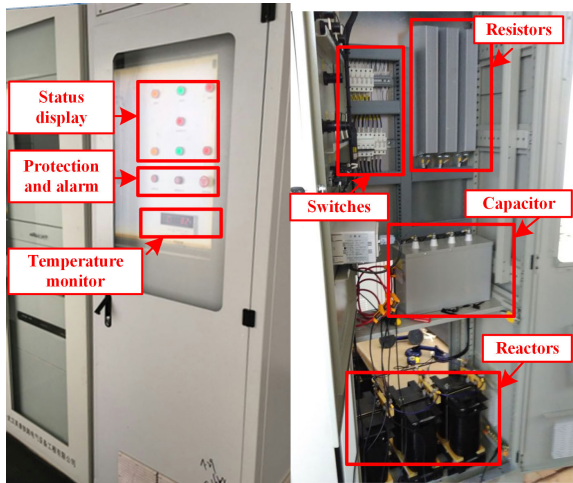 Status
display
Protection
and alarm
Temperature
monitor
Resistors
Switches
Capacitor
Reactors